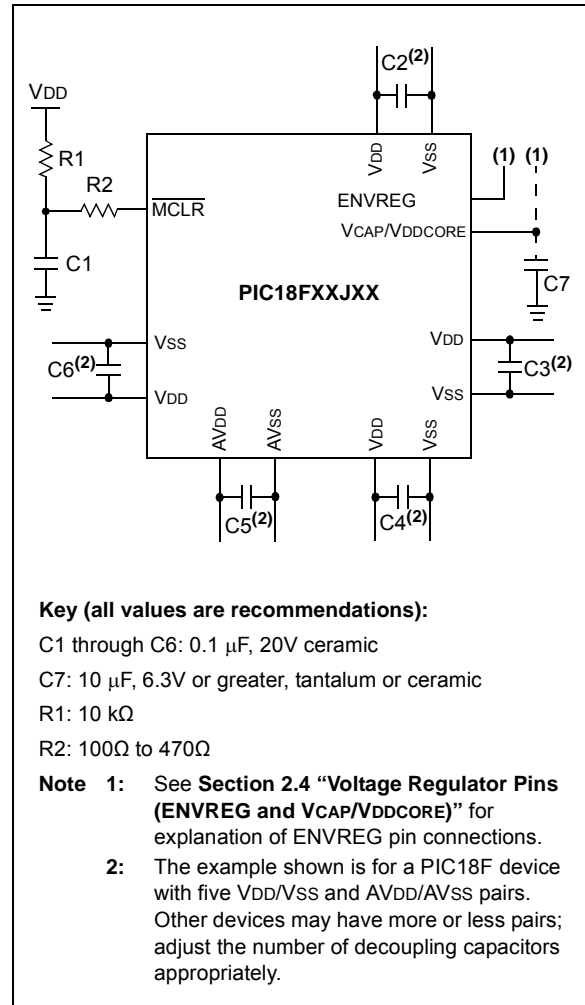 C2(2)
VDD
R1
R2
C1
VDD
VSS
(1) (1)
MCLR
ENVREG
VCAP/VDDCORE
C7
PIC18FXXJXX
VSS
VDD
C6(2)
C3(2)
VDD
VSS
AVDD
AVSS
VDD
VSS
C5(2)
C4(2)
Key (all values are recommendations):
C1 through C6: 0.1 μF, 20V ceramic
C7: 10 μF, 6.3V or greater, tantalum or ceramic
R1: 10 kΩ
R2: 100Ω to 470Ω
Note 1: See Section 2.4 “Voltage Regulator Pins
(ENVREG and VCAP/VDDCORE)” for
explanation of ENVREG pin connections.
2: The example shown is for a PIC18F device
with five VDD/VSS and AVDD/AVSS pairs.
Other devices may have more or less pairs;
adjust the number of decoupling capacitors
appropriately.